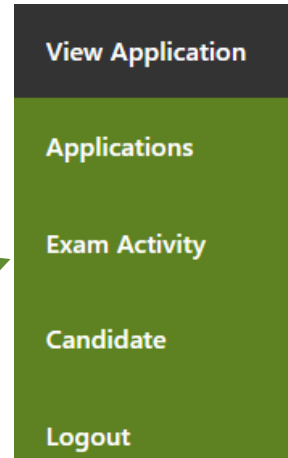 View Application
Applications
Exam Activity
Candidate
Logout